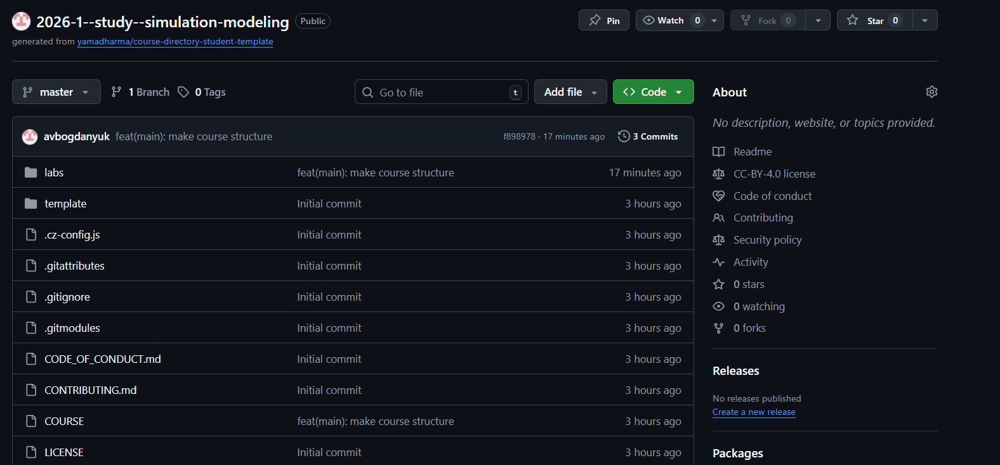 2026-1--study--simulation-modeling Public Pin Watch 0 Fork 0 Star 0
generated from yamadharma/course-directory-student-template
master 1 Branch 0 Tags Go to file t Add file <> Code
About
No description, website, or topics provided.
Readme
CC-BY-4.0 license
Code of conduct
Contributing
Security policy
Activity
0 stars
0 watching
0 forks
Releases
No releases published
Create a new release
Packages
avbogdanyuk feat(main): make course structure f898978 · 17 minutes ago 3 Commits
labs feat(main): make course structure 17 minutes ago
template Initial commit 3 hours ago
.cz-config.js Initial commit 3 hours ago
.gitattributes Initial commit 3 hours ago
.gitignore Initial commit 3 hours ago
.gitmodules Initial commit 3 hours ago
CODE_OF_CONDUCT.md Initial commit 3 hours ago
CONTRIBUTING.md Initial commit 3 hours ago
COURSE feat(main): make course structure 3 hours ago
LICENSE Initial commit 3 hours ago